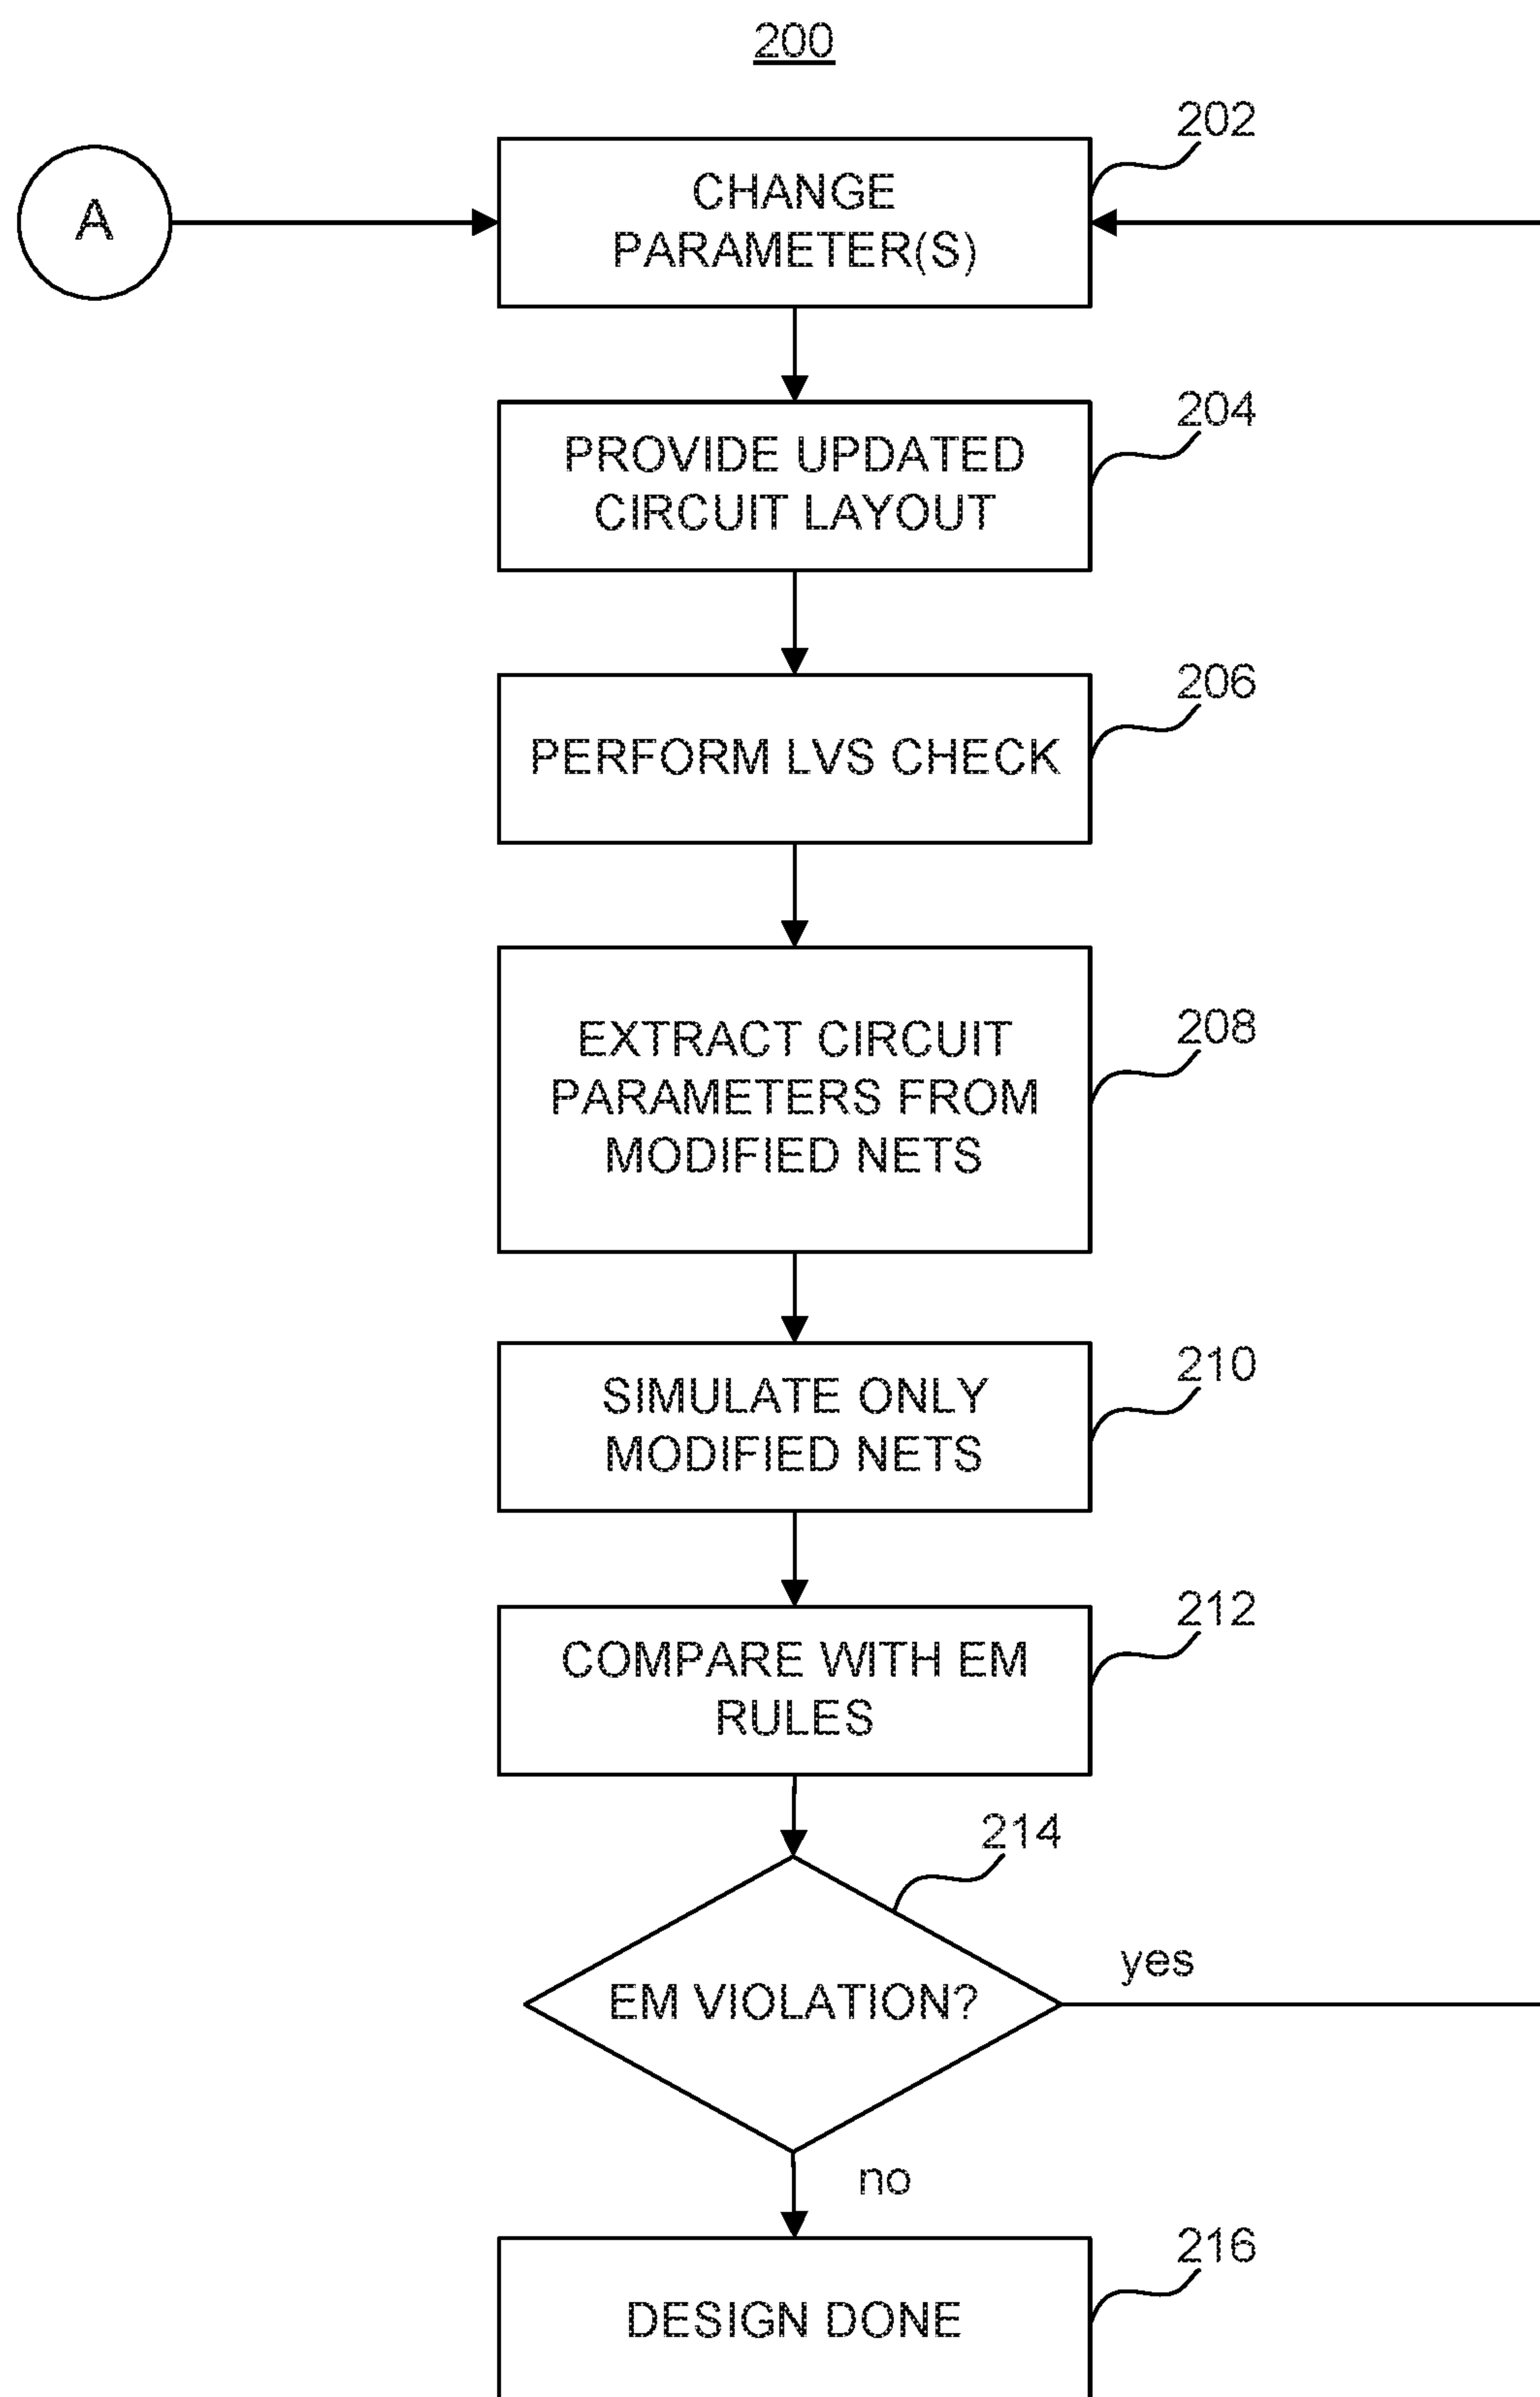 200
202
A
CHANGE
PARAMETER(S)
204
PROVIDE UPDATED
CIRCUIT LAYOUT
206
PERFORM LVS CHECK
208
EXTRACT CIRCUIT
PARAMETERS FROM
MODIFIED NETS
210
SIMULATE ONLY
MODIFIED NETS
212
COMPARE WITH EM
RULES
214
EM VIOLATION?
yes
no
216
DESIGN DONE